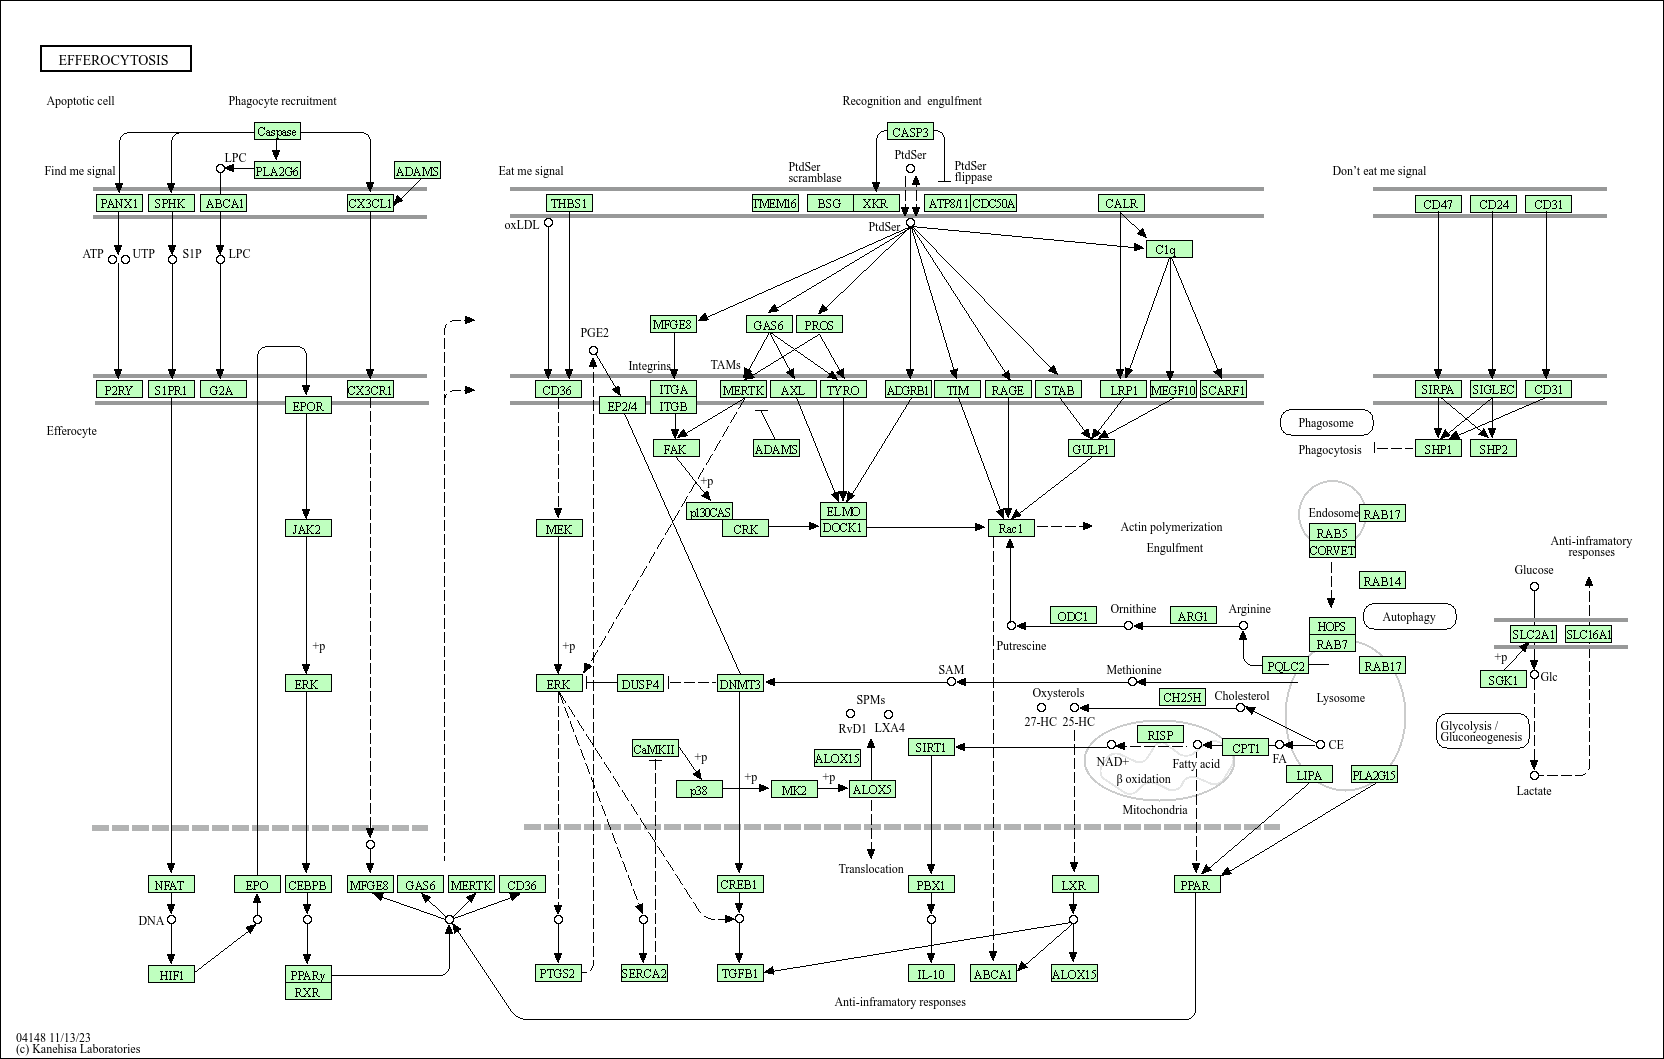 EFFEROCYTOSIS
Apoptotic cell
Phagocyte recruitment
Recognition and engulfment
Caspase
CASP3
LPC
PLA2G6
ADAMS
Find me signal
Eat me signal
PtdSer
scramblase
PtdSer
PtdSer
flippase
Don't eat me signal
PANX1
SPHK
ABCA1
CX3CL1
THBS1
TMEM16
BSG
XKR
ATP8/11
CDC50A
CALR
CD47
CD24
CD31
oxLDL
PtdSer
ATP
UTP
S1P
LPC
C1q
PGE2
MFGE8
GAS6
PROS
Integrins
TAMs
P2RY
S1PR1
G2A
CX3CR1
CD36
ITGA
MERTK
AXL
TYRO
ADGRB1
TIM
RAGE
STAB
LRP1
MEGF10
SCARF1
SIRPA
SIGLEC
CD31
EPOR
EP2/4
ITGB
Efferocyte
Phagosome
FAK
ADAMS
GULP1
Phagocytosis
SHP1
SHP2
+p
p130CAS
CRK
ELMO
DOCK1
Rac1
Actin polymerization
Engulfment
Endosome
RAB17
RAB5
CORVET
JAK2
MEK
Anti-inframatory
responses
RAB14
Glucose
ODC1
Ornithine
ARG1
Arginine
HOPS
RAB7
Autophagy
SLC2A1
SLC16A1
+p
+p
Putrescine
PQLC2
RAB17
+p
SGK1
Glc
ERK
ERK
DUSP4
DNMT3
SAM
Methionine
Lysosome
SPMs
RvD1
LXA4
Oxysterols
27-HC
25-HC
CH25H
Cholesterol
Glycolysis /
Gluconeogenesis
CaMKII
+p
ALOX15
SIRT1
RISP
NAD+
Fatty acid
CPT1
FA
CE
β oxidation
LIPA
PLA2G15
p38
+p
MK2
+p
ALOX5
Mitochondria
Lactate
Translocation
NFAT
EPO
CEBPB
MFGE8
GAS6
MERTK
CD36
CREB1
PBX1
LXR
PPAR
DNA
HIF1
PPARγ
RXR
PTGS2
SERCA2
TGFB1
IL-10
ABCA1
ALOX15
Anti-inframatory responses
04148 11/13/23
(c) Kanehisa Laboratories